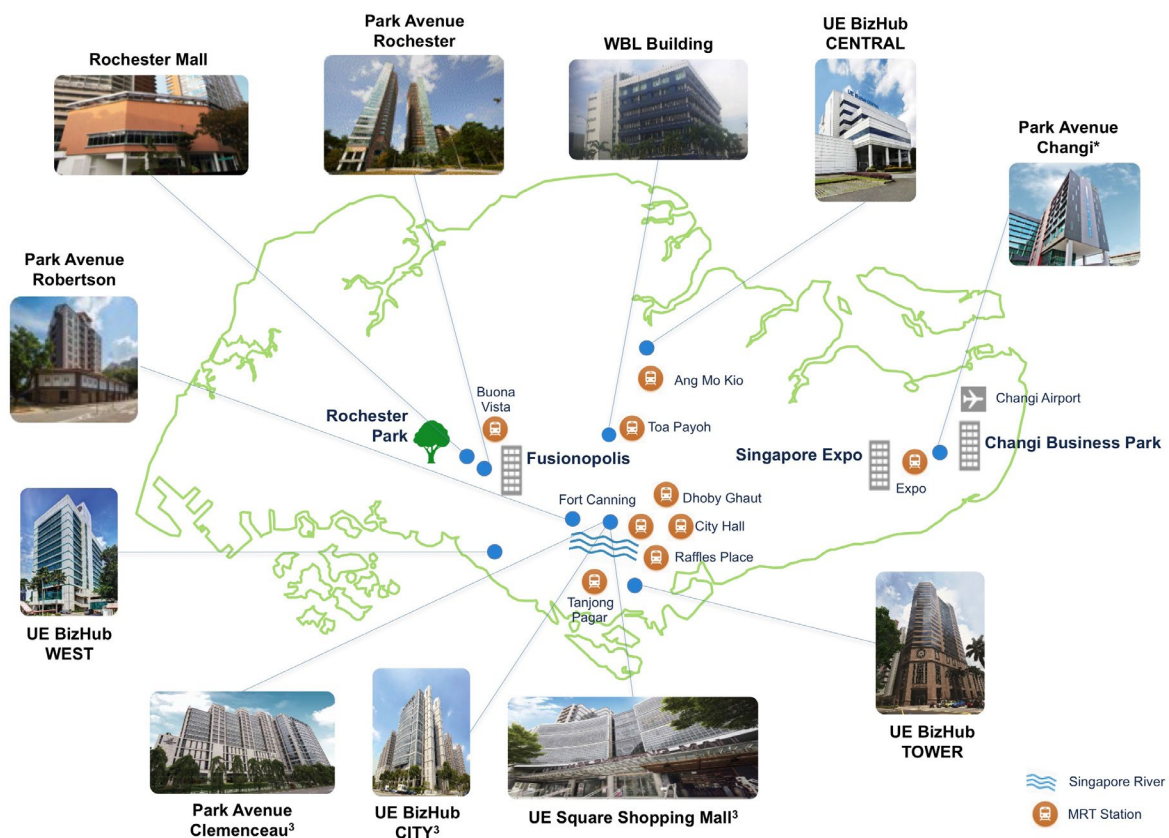 Rochester Mall
Park Avenue
Rochester
WBL Building
UE BizHub
CENTRAL
Park Avenue
Changi*
Park Avenue
Robertson
Buona
Vista
Rochester
Park
Fusionopolis
Ang Mo Kio
Toa Payoh
Changi Airport
Changi Business Park
Singapore Expo
Expo
Fort Canning
Dhoby Ghaut
City Hall
Raffles Place
Tanjong
Pagar
UE BizHub
WEST
UE BizHub
TOWER
Park Avenue
Clemenceau³
UE BizHub
CITY³
UE Square Shopping Mall³
Singapore River
MRT Station